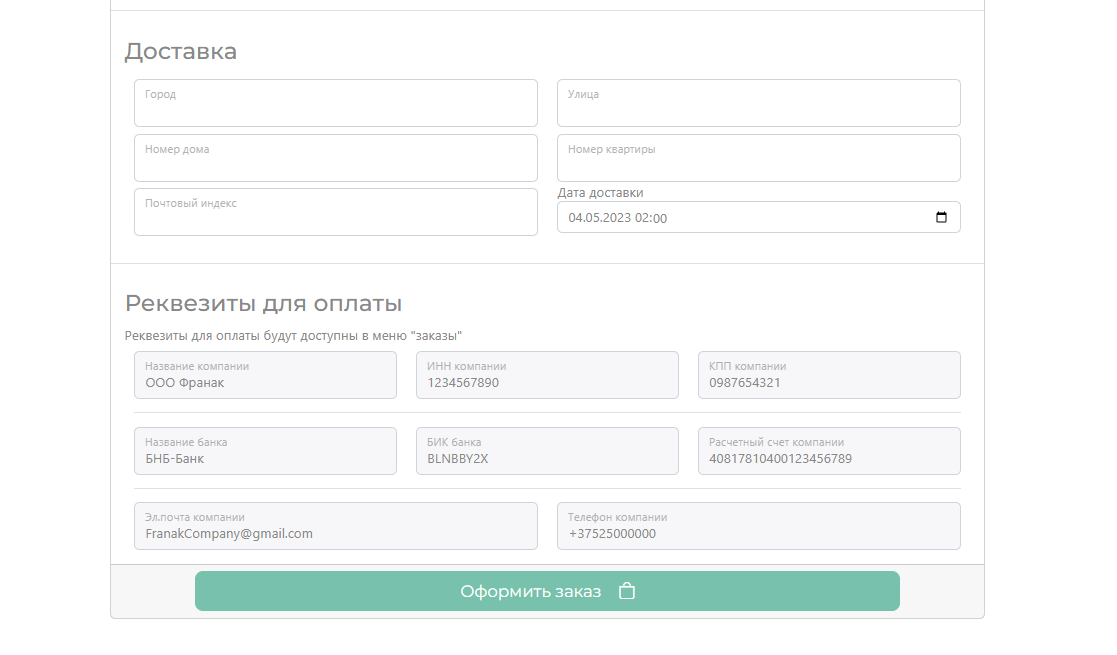 Доставка
Город
Улица
Номер дома
Номер квартиры
Почтовый индекс
Дата доставки
04.05.2023 02:00
Реквизиты для оплаты
Реквизиты для оплаты будут доступны в меню "заказы"
Название компании
ООО Франак
ИНН компании
1234567890
КПП компании
0987654321
Название банка
БНБ-Банк
БИК банка
BLNBBY2X
Расчетный счет компании
40817810400123456789
Эл.почта компании
FranakCompany@gmail.com
Телефон компании
+37525000000
Оформить заказ